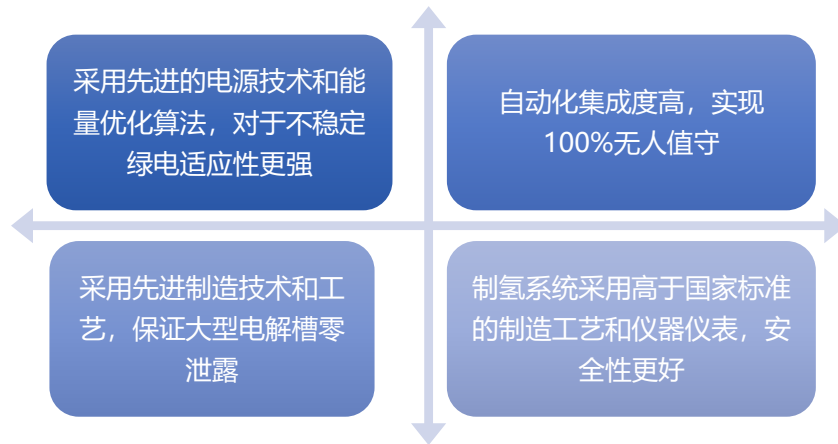 采用先进的电源技术和能
量优化算法，对于不稳定
绿电适应性更强
自动化集成度高，实现
100%无人值守
采用先进制造技术和工
艺，保证大型电解槽零
泄露
制氢系统采用高于国家标准
的制造工艺和仪器仪表，安
全性更好